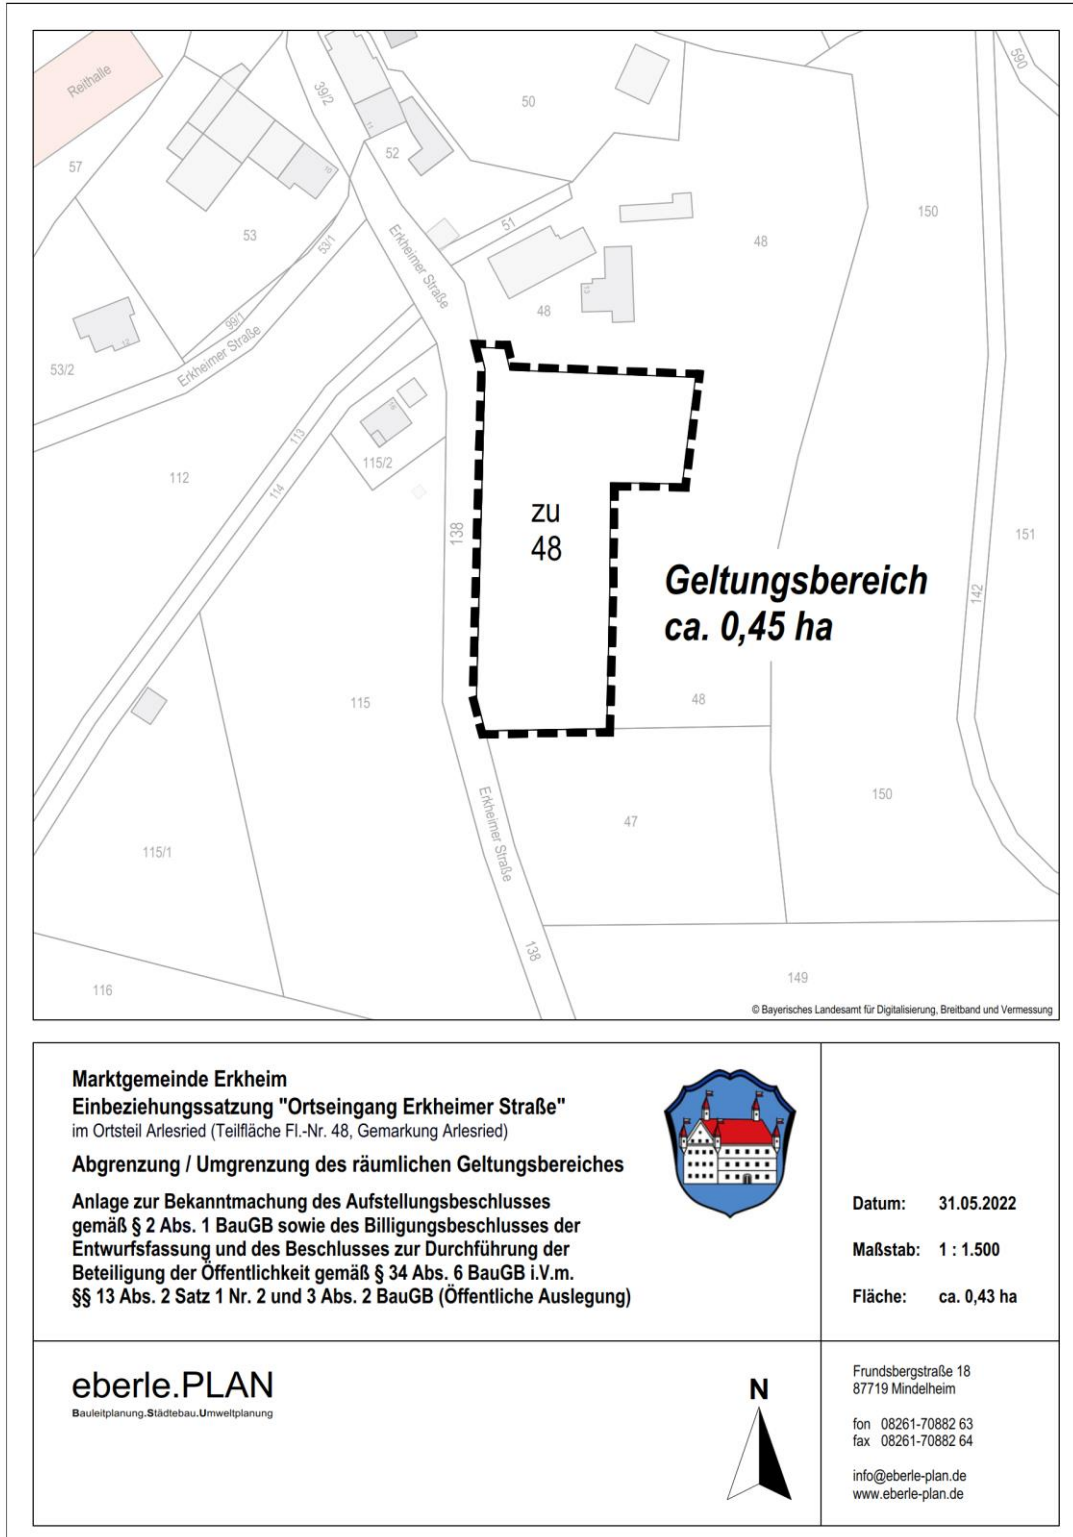 Reithalle
57
39/2
11
52
50
590
10
53
53/1
51
Erkheimer Straße
48
150
13
48
99/1
Erkheimer Straße
12
53/2
113
16
115/2
112
114
138
zu
48
151
142
Geltungsbereich
ca. 0,45 ha
115
48
Erkheimer Straße
47
150
115/1
138
116
149
© Bayerisches Landesamt für Digitalisierung, Breitband und Vermessung
Marktgemeinde Erkheim
Einbeziehungssatzung "Ortseingang Erkheimer Straße"
im Ortsteil Arlesried (Teilfläche Fl.-Nr. 48, Gemarkung Arlesried)
Abgrenzung / Umgrenzung des räumlichen Geltungsbereiches
Anlage zur Bekanntmachung des Aufstellungsbeschlusses
gemäß § 2 Abs. 1 BauGB sowie des Billigungsbeschlusses der
Entwurfsfassung und des Beschlusses zur Durchführung der
Beteiligung der Öffentlichkeit gemäß § 34 Abs. 6 BauGB i.V.m.
§§ 13 Abs. 2 Satz 1 Nr. 2 und 3 Abs. 2 BauGB (Öffentliche Auslegung)
Datum: 31.05.2022
Maßstab: 1 : 1.500
Fläche: ca. 0,43 ha
eberle.PLAN
Bauleitplanung.Städtebau.Umweltplanung
N
Frundsbergstraße 18
87719 Mindelheim
fon 08261-70882 63
fax 08261-70882 64
info@eberle-plan.de
www.eberle-plan.de